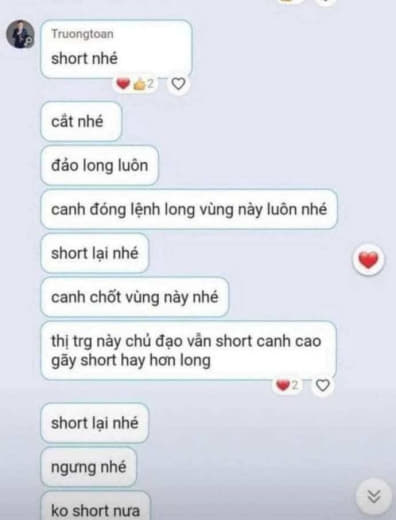 Truongtoan
short nhé
2
cắt nhé
đảo long luôn
canh đóng lệnh long vùng này luôn nhé
short lại nhé
canh chốt vùng này nhé
thị trg này chủ đạo vẫn short canh cao
gãy short hay hơn long
2
short lại nhé
ngưng nhé
ko short nưa